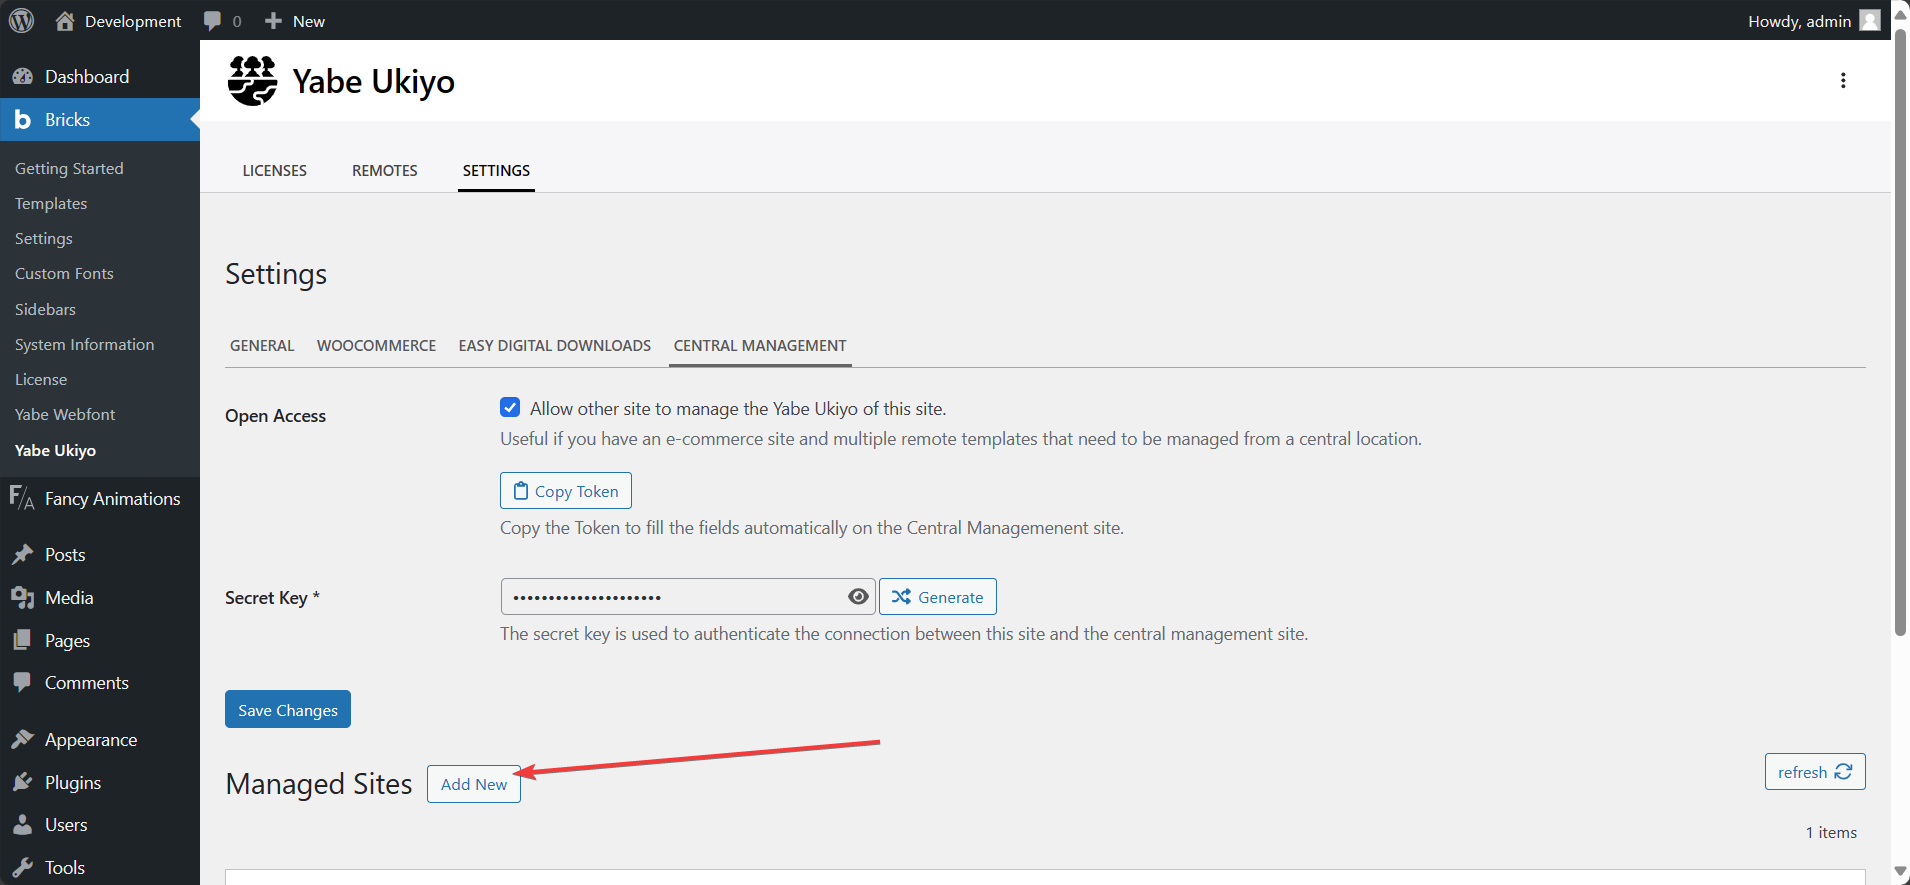 Development
0
New
Howdy, admin
Dashboard
Bricks
Getting Started
Templates
Settings
Custom Fonts
Sidebars
System Information
License
Yabe Webfont
Yabe Ukiyo
F/A
Fancy Animations
Posts
Media
Pages
Comments
Appearance
Plugins
Users
Tools
Yabe Ukiyo
LICENSES REMOTES SETTINGS
Settings
GENERAL WOOCOMMERCE EASY DIGITAL DOWNLOADS CENTRAL MANAGEMENT
Open Access
Allow other site to manage the Yabe Ukiyo of this site.
Useful if you have an e-commerce site and multiple remote templates that need to be managed from a central location.
Copy Token
Copy the Token to fill the fields automatically on the Central Managemenent site.
Secret Key *
•••••••••••••••••••••
Generate
The secret key is used to authenticate the connection between this site and the central management site.
Save Changes
Managed Sites
Add New
refresh
1 items